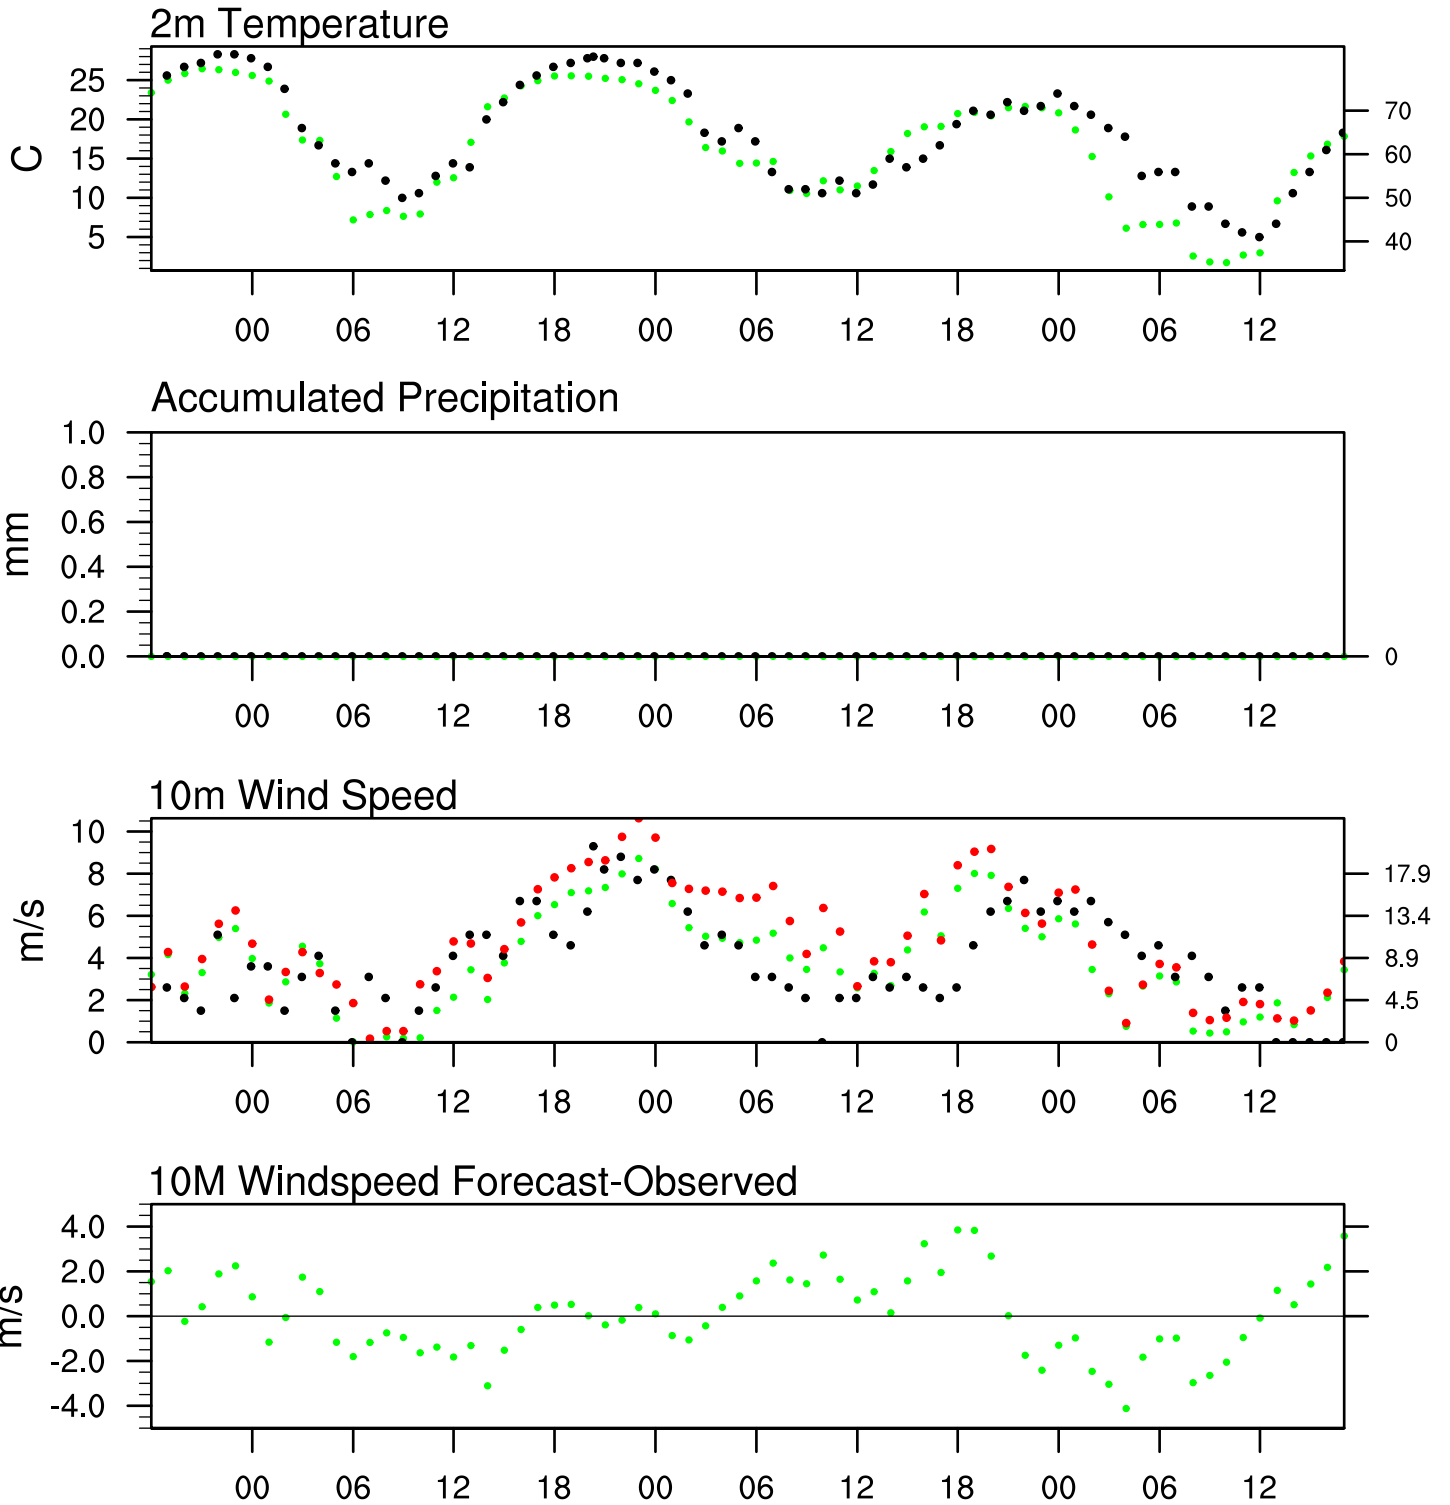 2m Temperature
25
20
15
10
5
C
70
60
50
40
00 06 12 18 00 06 12 18 00 06 12
Accumulated Precipitation
1.0
0.8
0.6
0.4
0.2
0.0
mm
0
00 06 12 18 00 06 12 18 00 06 12
10m Wind Speed
10
8
6
4
2
0
m/s
17.9
13.4
8.9
4.5
0
00 06 12 18 00 06 12 18 00 06 12
10M Windspeed Forecast-Observed
4.0
2.0
0.0
-2.0
-4.0
m/s
00 06 12 18 00 06 12 18 00 06 12